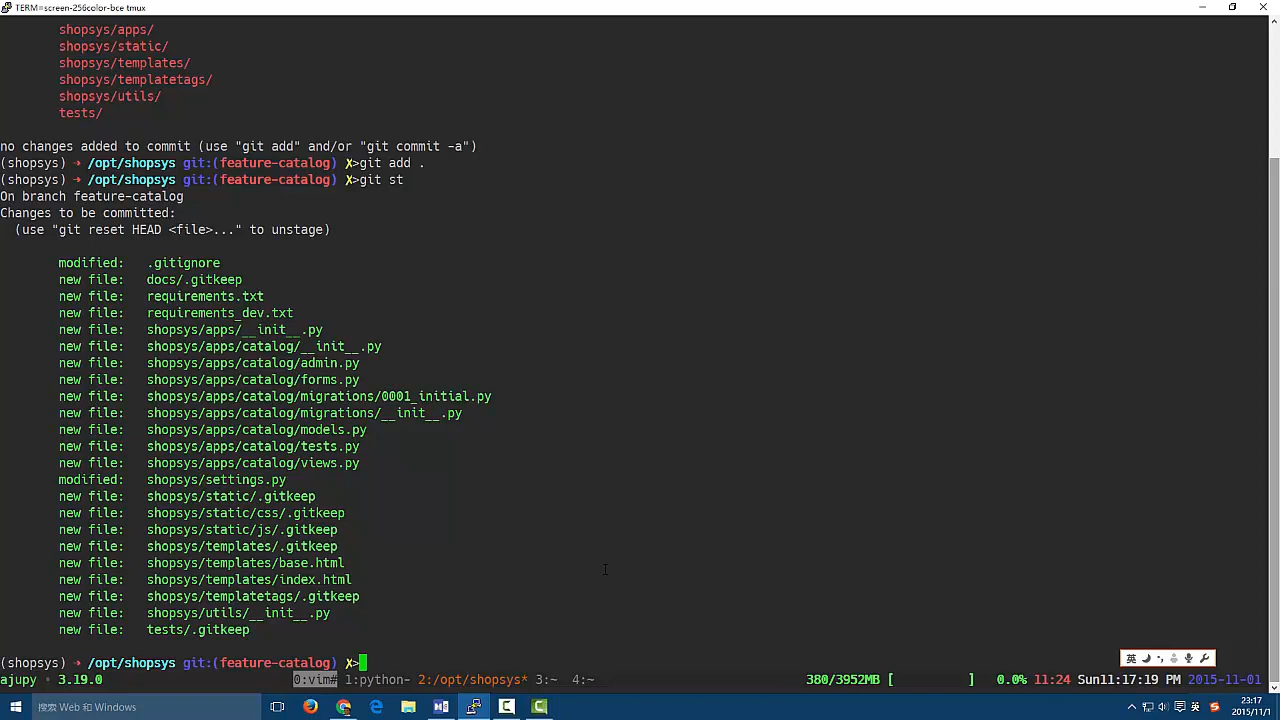 TERM=screen-256color-bce tmux
shopsys/apps/
shopsys/static/
shopsys/templates/
shopsys/templatetags/
shopsys/utils/
tests/
no changes added to commit (use "git add" and/or "git commit -a")
(shopsys) → /opt/shopsys git:(feature-catalog) ✗>git add .
(shopsys) → /opt/shopsys git:(feature-catalog) ✗>git st
On branch feature-catalog
Changes to be committed:
(use "git reset HEAD <file>..." to unstage)
modified: .gitignore
new file: docs/.gitkeep
new file: requirements.txt
new file: requirements_dev.txt
new file: shopsys/apps/__init__.py
new file: shopsys/apps/catalog/__init__.py
new file: shopsys/apps/catalog/admin.py
new file: shopsys/apps/catalog/forms.py
new file: shopsys/apps/catalog/migrations/0001_initial.py
new file: shopsys/apps/catalog/migrations/__init__.py
new file: shopsys/apps/catalog/models.py
new file: shopsys/apps/catalog/tests.py
new file: shopsys/apps/catalog/views.py
modified: shopsys/settings.py
new file: shopsys/static/.gitkeep
new file: shopsys/static/css/.gitkeep
new file: shopsys/static/js/.gitkeep
new file: shopsys/templates/.gitkeep
new file: shopsys/templates/base.html
new file: shopsys/templates/index.html
new file: shopsys/templatetags/.gitkeep
new file: shopsys/utils/__init__.py
new file: tests/.gitkeep
(shopsys) → /opt/shopsys git:(feature-catalog) ✗>
英
ajupy · 3.19.0 0:vim# 1:python- 2:/opt/shopsys* 3:~ 4:~ 380/3952MB [ ] 0.0% 11:24 Sun11:17:19 PM 2015-11-01
搜索 Web 和 Windows
英
23:17
2015/11/1